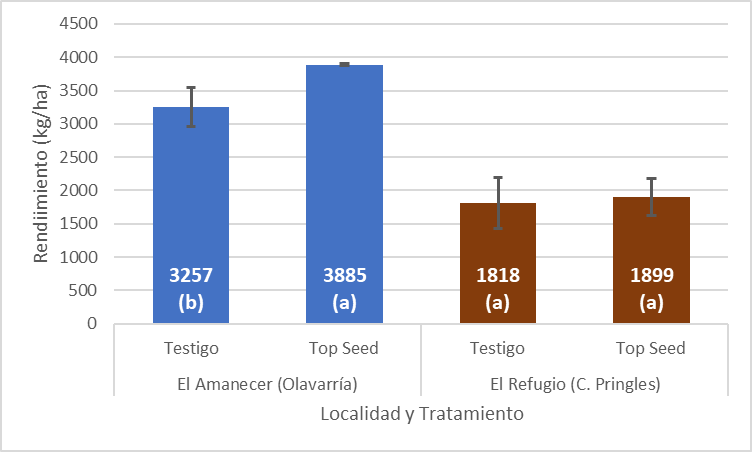 Rendiimiento (kg/ha)
4500
4000
3500
3000
2500
2000
1500
1000
500
0
3257
(b)
3885
(a)
1818
(a)
1899
(a)
Testigo
Top Seed
Testigo
Top Seed
El Amanecer (Olavarría)
El Refugio (C. Pringles)
Localidad y Tratamiento